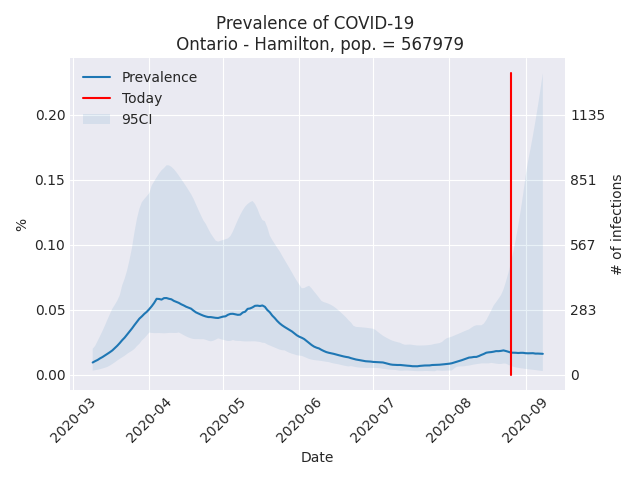 Prevalence of COVID-19
Ontario - Hamilton, pop. = 567979
Prevalence
Today
95CI
0.20
0.15
0.10
0.05
0.00
%
1135
851
567
283
0
# of infections
2020-03
2020-04
2020-05
2020-06
2020-07
2020-08
2020-09
Date